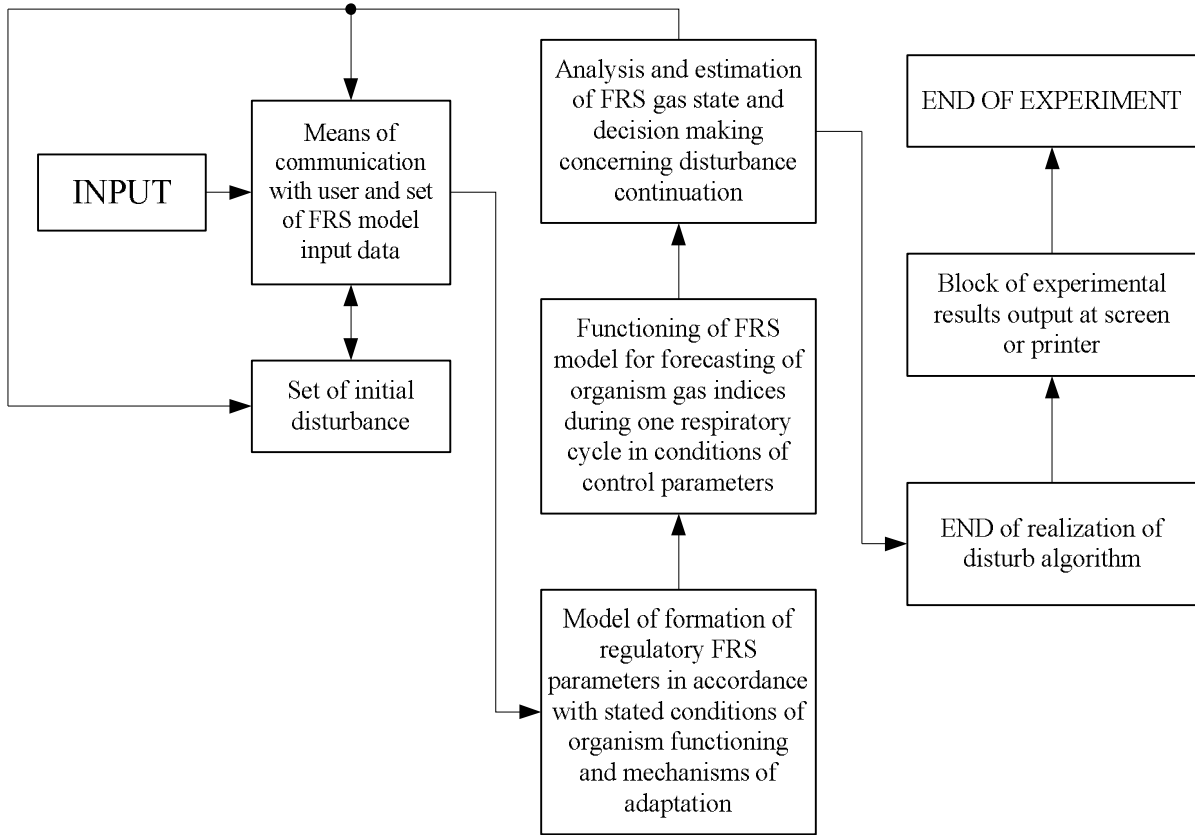 INPUT
Means of
communication
with user and set
of FRS model
input data
Set of initial
disturbance
Analysis and estimation
of FRS gas state and
decision making
concerning disturbance
continuation
Functioning of FRS
model for forecasting of
organism gas indices
during one respiratory
cycle in conditions of
control parameters
Model of formation of
regulatory FRS
parameters in accordance
with stated conditions of
organism functioning
and mechanisms of
adaptation
END OF EXPERIMENT
Block of experimental
results output at screen
or printer
END of realization of
disturb algorithm